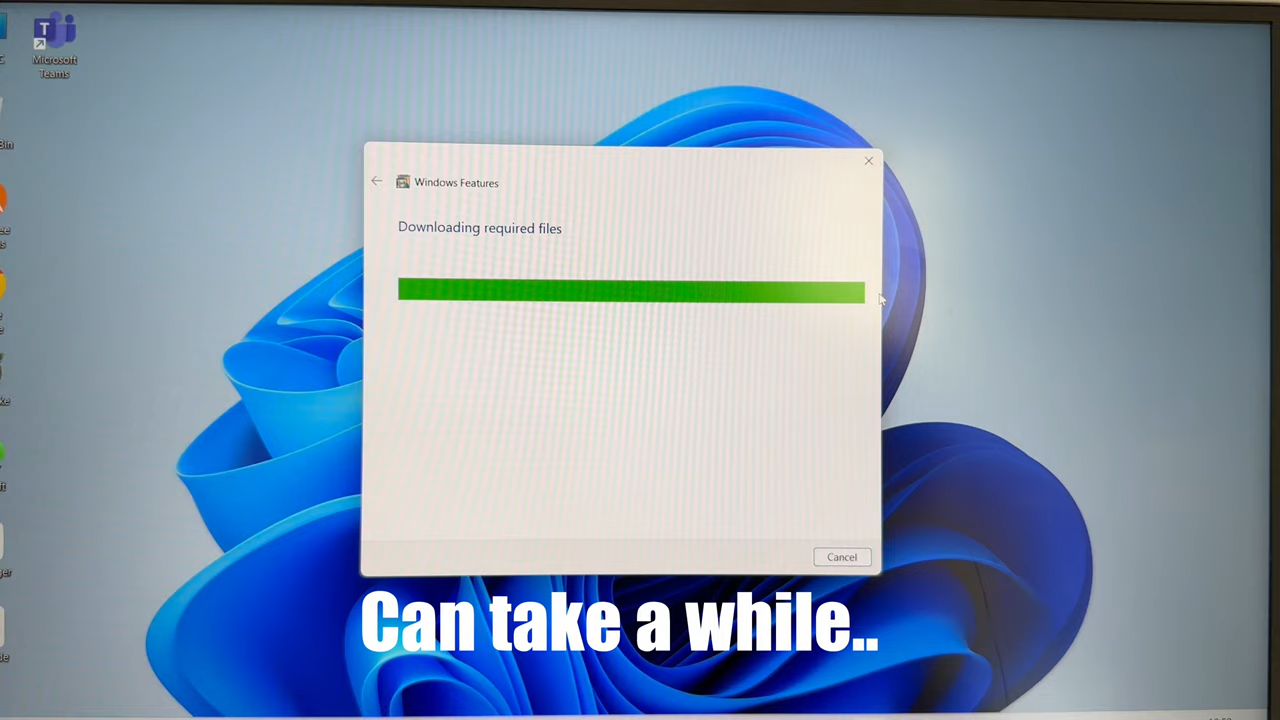 Microsoft
Teams
Windows Features
Downloading required files
Cancel
Can take a while..